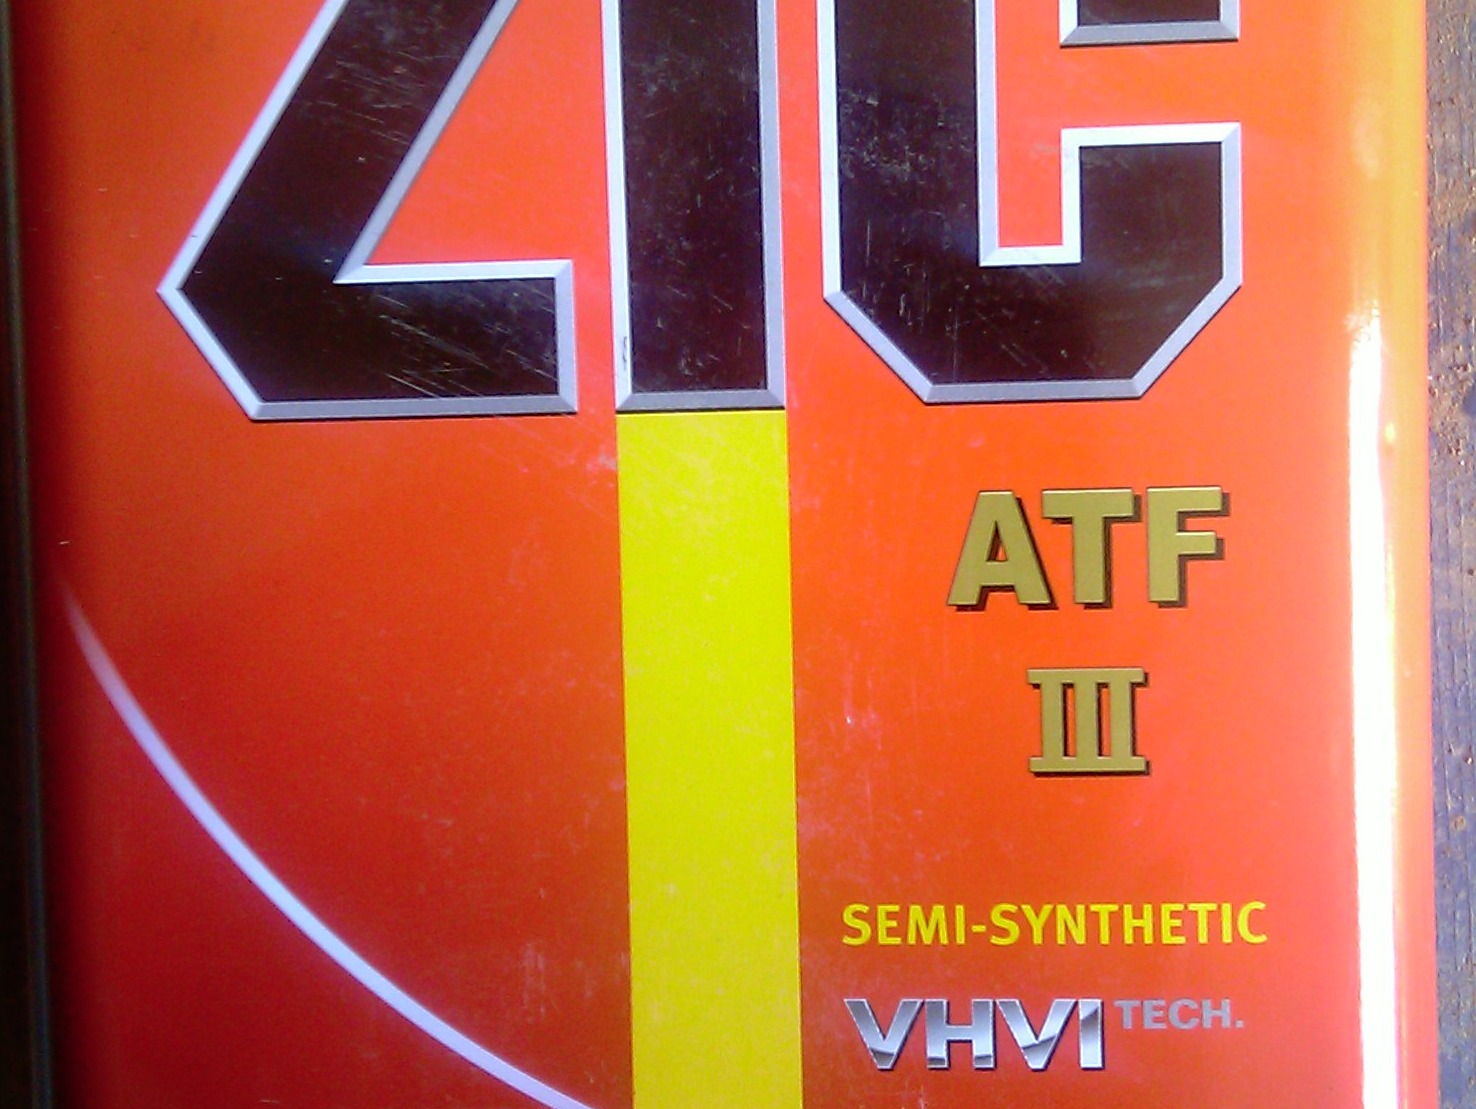 ZIC
ATF
III
SEMI-SYNTHETIC
VHVI TECH.